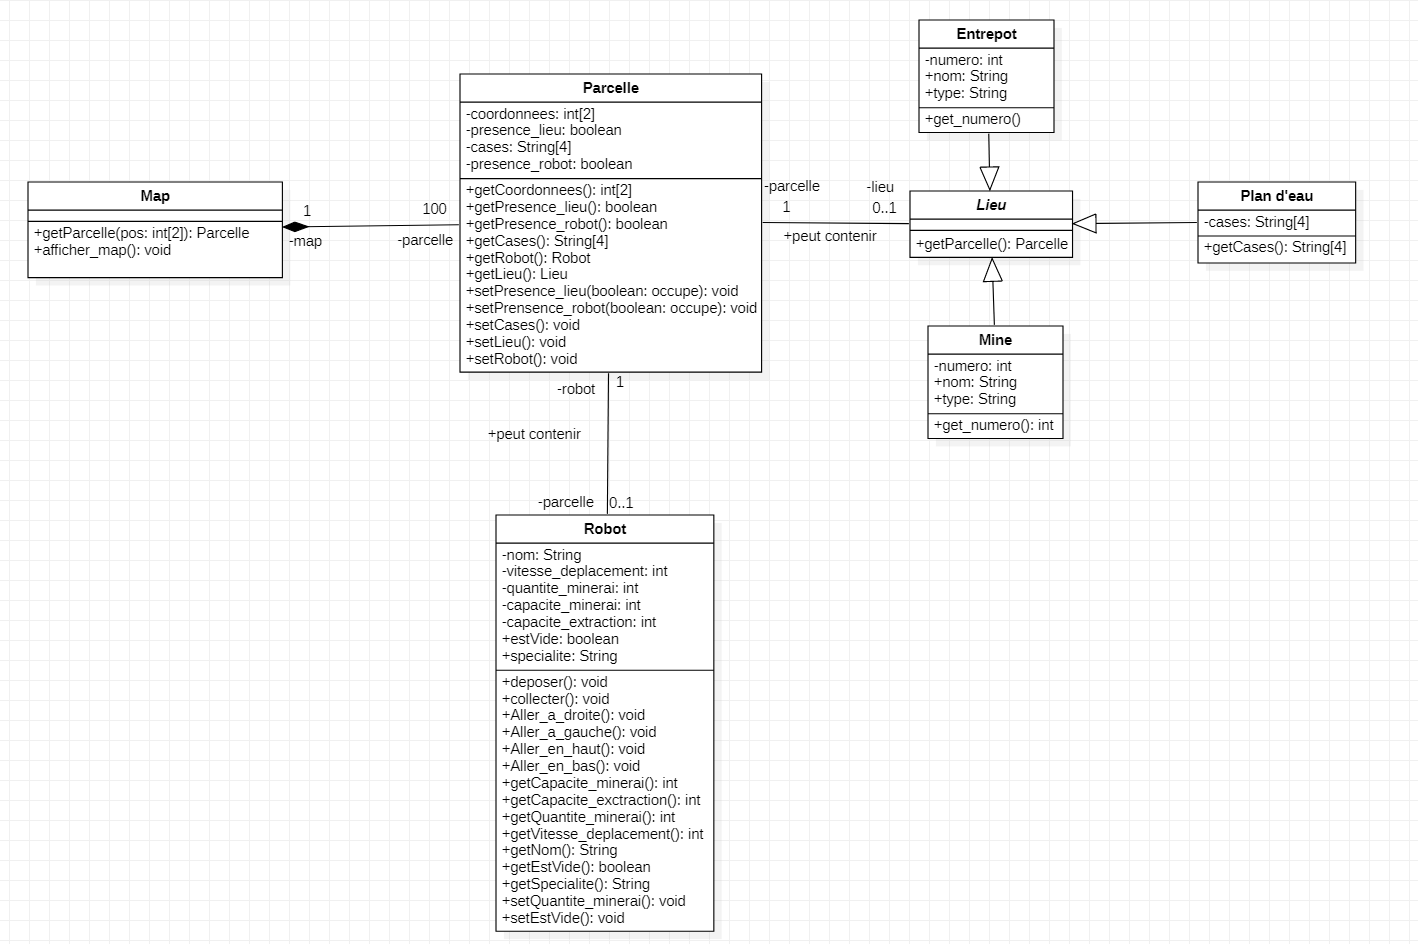 Entrepot
-numero: int
+nom: String
+type: String
+get_numero()
Parcelle
-coordonnees: int[2]
-presence_lieu: boolean
-cases: String[4]
-presence_robot: boolean
+getCoordonnees(): int[2]
+getPresence_lieu(): boolean
+getPresence_robot(): boolean
+getCases(): String[4]
+getRobot(): Robot
+getLieu(): Lieu
+setPresence_lieu(boolean: occupe): void
+setPrensence_robot(boolean: occupe): void
+setCases(): void
+setLieu(): void
+setRobot(): void
Map
+getParcelle(pos: int[2]): Parcelle
+afficher_map(): void
1
-map
100
-parcelle
-parcelle
1
+peut contenir
-lieu
0..1
Lieu
+getParcelle(): Parcelle
Plan d'eau
-cases: String[4]
+getCases(): String[4]
Mine
-numero: int
+nom: String
+type: String
+get_numero(): int
-robot
1
+peut contenir
-parcelle
0..1
Robot
-nom: String
-vitesse_deplacement: int
-quantite_minerai: int
-capacite_minerai: int
-capacite_extraction: int
+estVide: boolean
+specialite: String
+deposer(): void
+collecter(): void
+Aller_a_droite(): void
+Aller_a_gauche(): void
+Aller_en_haut(): void
+Aller_en_bas(): void
+getCapacite_minerai(): int
+getCapacite_exctraction(): int
+getQuantite_minerai(): int
+getVitesse_deplacement(): int
+getNom(): String
+getEstVide(): boolean
+getSpecialite(): String
+setQuantite_minerai(): void
+setEstVide(): void